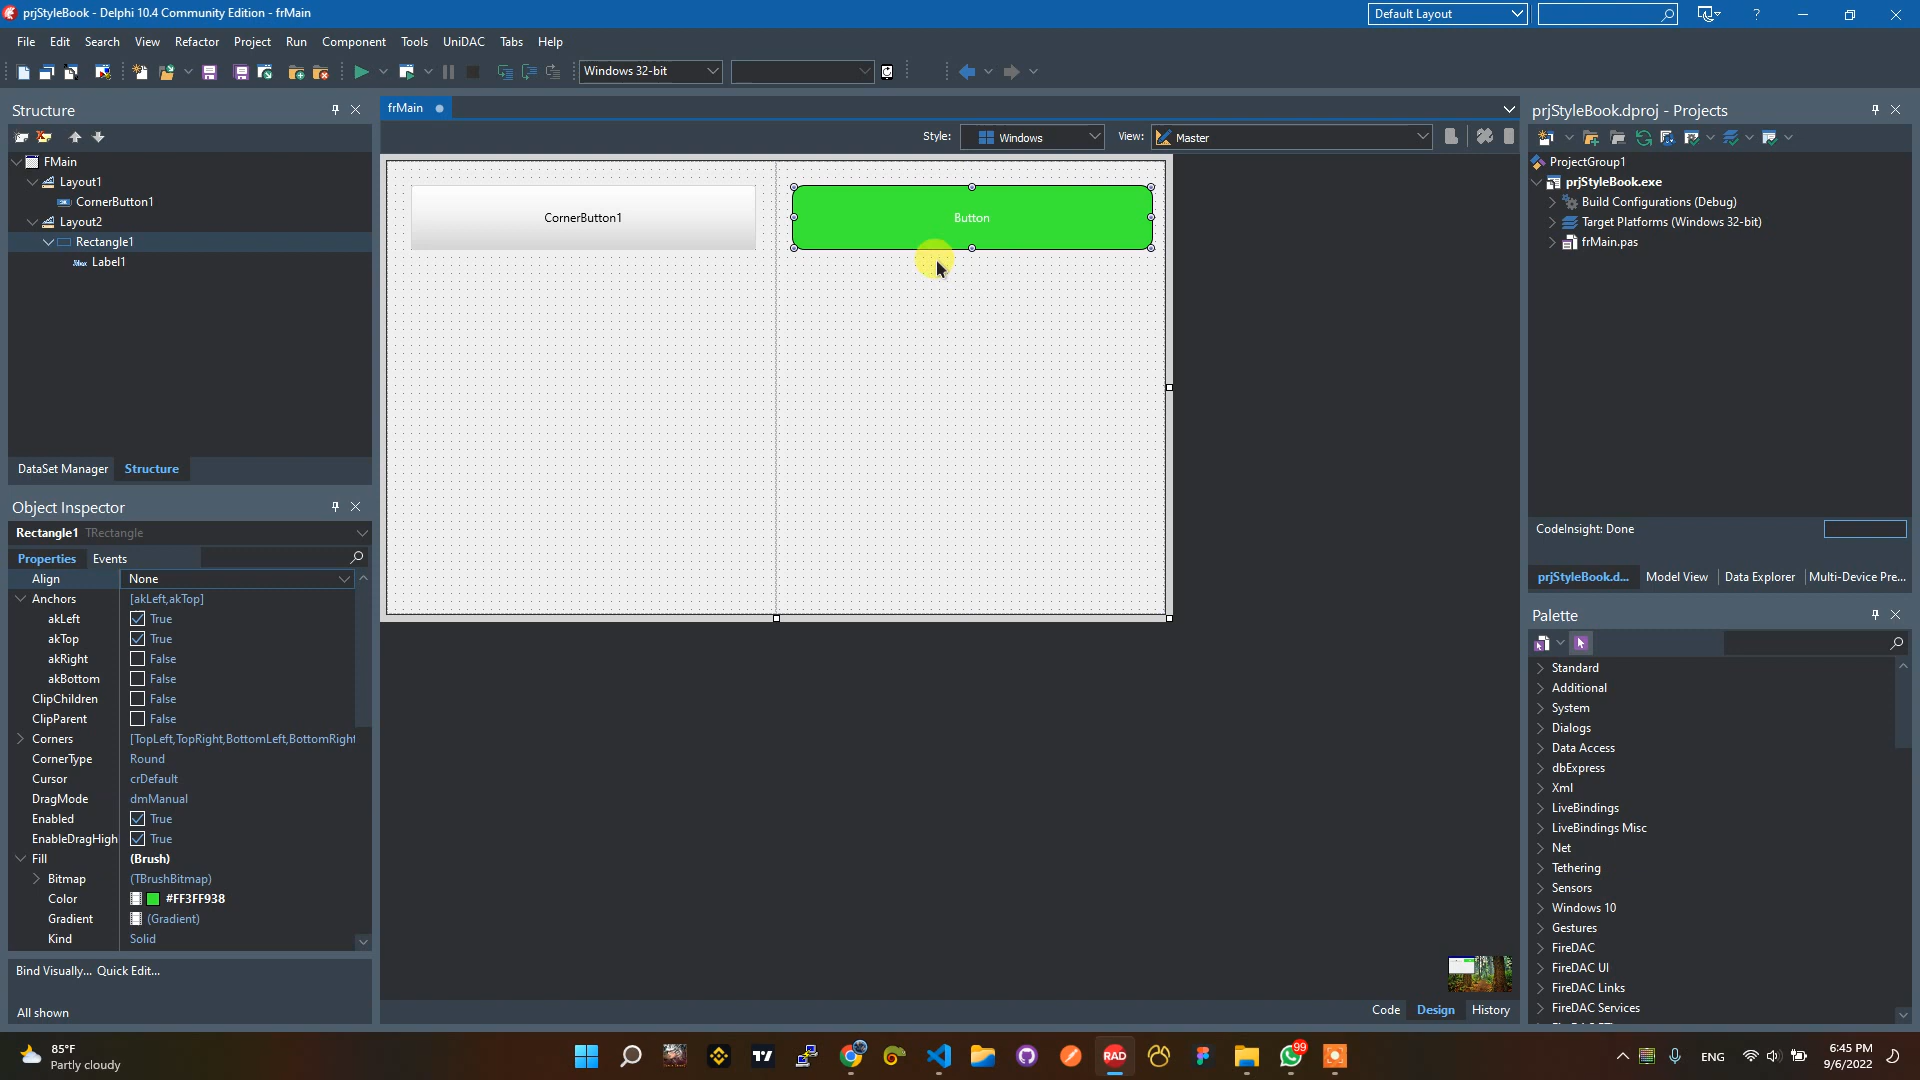 prjStyleBook - Delphi 10.4 Community Edition - frMain
Default Layout
File Edit Search View Refactor Project Run Component Tools UniDAC Tabs Help
Windows 32-bit
Structure
FMain
Layout1
CornerButton1
Layout2
Rectangle1
Label1
DataSet Manager Structure
Object Inspector
Rectangle1 TRectangle
Properties Events
Align None
Anchors [akLeft,akTop]
akLeft True
akTop True
akRight False
akBottom False
ClipChildren False
ClipParent False
Corners [TopLeft,TopRight,BottomLeft,BottomRight
CornerType Round
Cursor crDefault
DragMode dmManual
Enabled True
EnableDragHigh True
Fill (Brush)
Bitmap (TBrushBitmap)
Color #FF3FF938
Gradient (Gradient)
Kind Solid
Bind Visually... Quick Edit...
All shown
frMain
Style: Windows View: Master
CornerButton1
Button
Code Design History
prjStyleBook.dproj - Projects
ProjectGroup1
prjStyleBook.exe
Build Configurations (Debug)
Target Platforms (Windows 32-bit)
frMain.pas
CodeInsight: Done
prjStyleBook.d... Model View Data Explorer Multi-Device Pre...
Palette
Standard
Additional
System
Dialogs
Data Access
dbExpress
Xml
LiveBindings
LiveBindings Misc
Net
Tethering
Sensors
Windows 10
Gestures
FireDAC
FireDAC UI
FireDAC Links
FireDAC Services
85°F
Partly cloudy
RAD
99
ENG
6:45 PM
9/6/2022